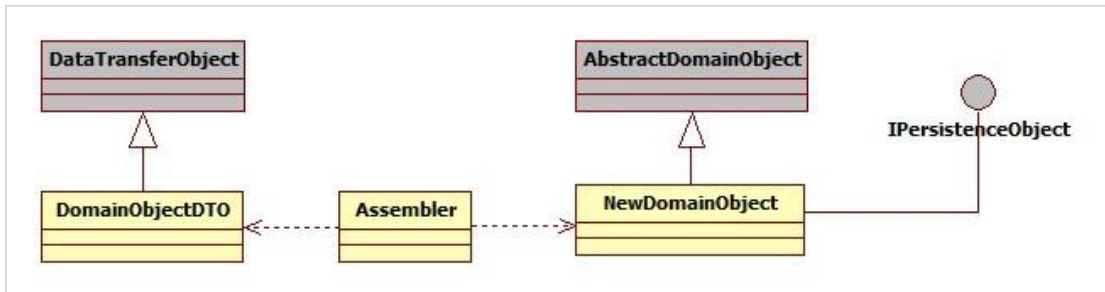 DataTransferObject
AbstractDomainObject
IPersistenceObject
DomainObjectDTO
Assembler
NewDomainObject